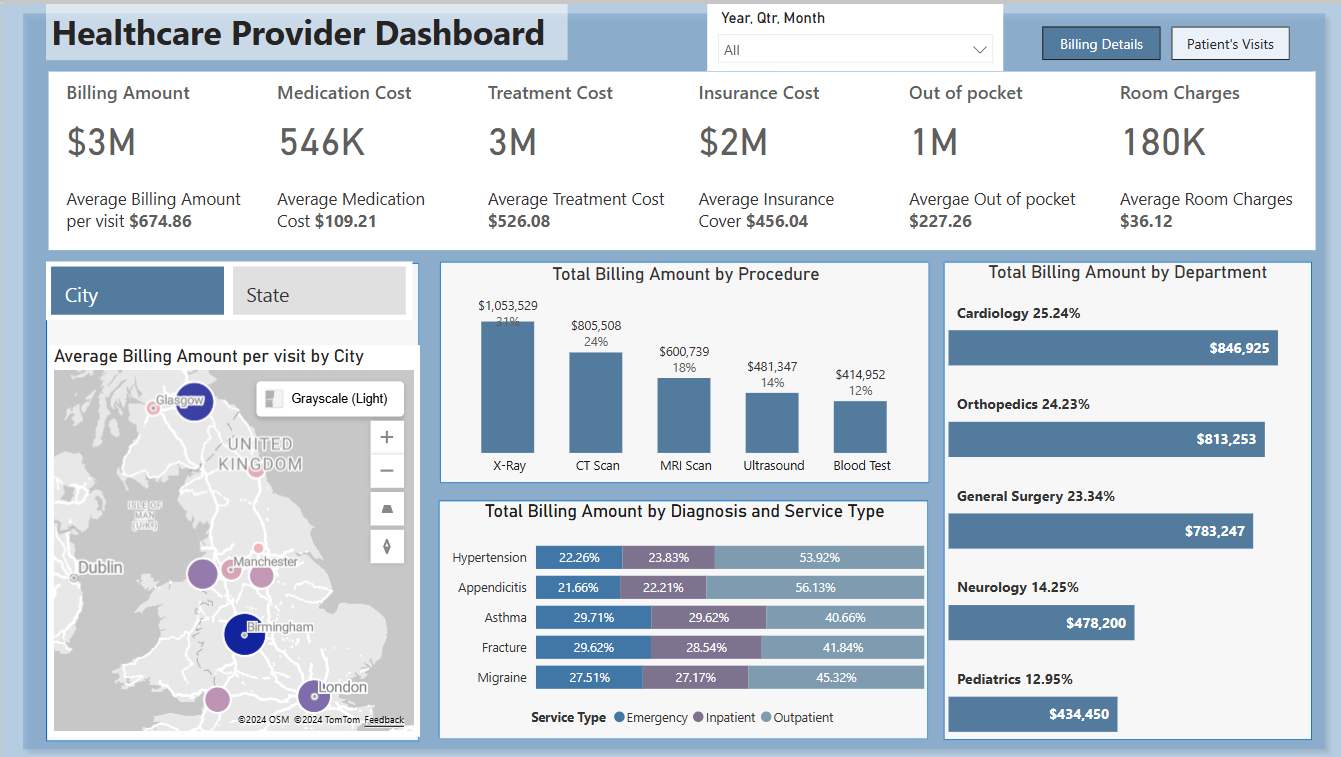 Healthcare Provider Dashboard
Year, Qtr, Month
All
Billing Details
Patient's Visits
Billing Amount
$3M
Average Billing Amount
per visit $674.86
Medication Cost
546K
Average Medication
Cost $109.21
Treatment Cost
3M
Average Treatment Cost
$526.08
Insurance Cost
$2M
Average Insurance
Cover $456.04
Out of pocket
1M
Avergae Out of pocket
$227.26
Room Charges
180K
Average Room Charges
$36.12
City
State
Average Billing Amount per visit by City
Grayscale (Light)
Glasgow
UNITED
KINGDOM
ISLE OF
MAN
(U.K.)
Dublin
Manchester
Birmingham
London
©2024 OSM ©2024 TomTom Feedback
Total Billing Amount by Procedure
$1,053,529
31%
$805,508
24%
$600,739
18%
$481,347
14%
$414,952
12%
X-Ray
CT Scan
MRI Scan
Ultrasound
Blood Test
Total Billing Amount by Diagnosis and Service Type
Hypertension 22.26% 23.83% 53.92%
Appendicitis 21.66% 22.21% 56.13%
Asthma 29.71% 29.62% 40.66%
Fracture 29.62% 28.54% 41.84%
Migraine 27.51% 27.17% 45.32%
Service Type Emergency Inpatient Outpatient
Total Billing Amount by Department
Cardiology 25.24%
$846,925
Orthopedics 24.23%
$813,253
General Surgery 23.34%
$783,247
Neurology 14.25%
$478,200
Pediatrics 12.95%
$434,450